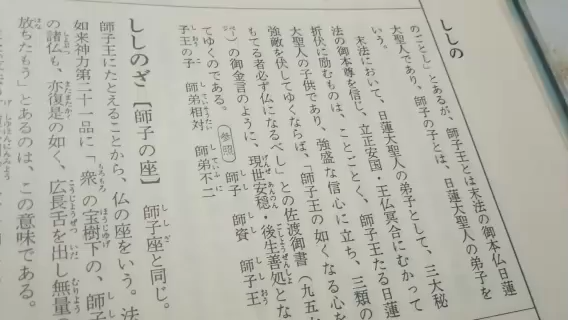 ししの
のことし」とあるが、師子王とは末法の御本仏日蓮
大聖人であり、師子の子とは、日蓮大聖人の弟子を
いう。
末法において、日蓮大聖人の弟子として、三大秘
法の御本尊を信じ、立正安国・王仏冥合にむかって
折伏に励むものは、ことごとく、師子王たる日蓮
大聖人の子供であり、強盛な信心に立ち、三類の
強敵を伏してゆくならば、「師子王の如くなる心を
もてる者必ず仏になるべし」との佐渡御書(九五七
の御金言のように、現世安穏・後生善処とな
てゆくのである。(参照) 師子 師資 師子王
子王の子 師弟相対 師弟不二
ししのざ[師子の座] 師子座と同じ。
師子王にたとえることから、仏の座をいう。法
如来神力第二十一品に「衆の宝樹下の、師子
の諸仏も、亦復是の如く、広長舌を出し無量の
放ちたもう」とあるのは、この意味である。